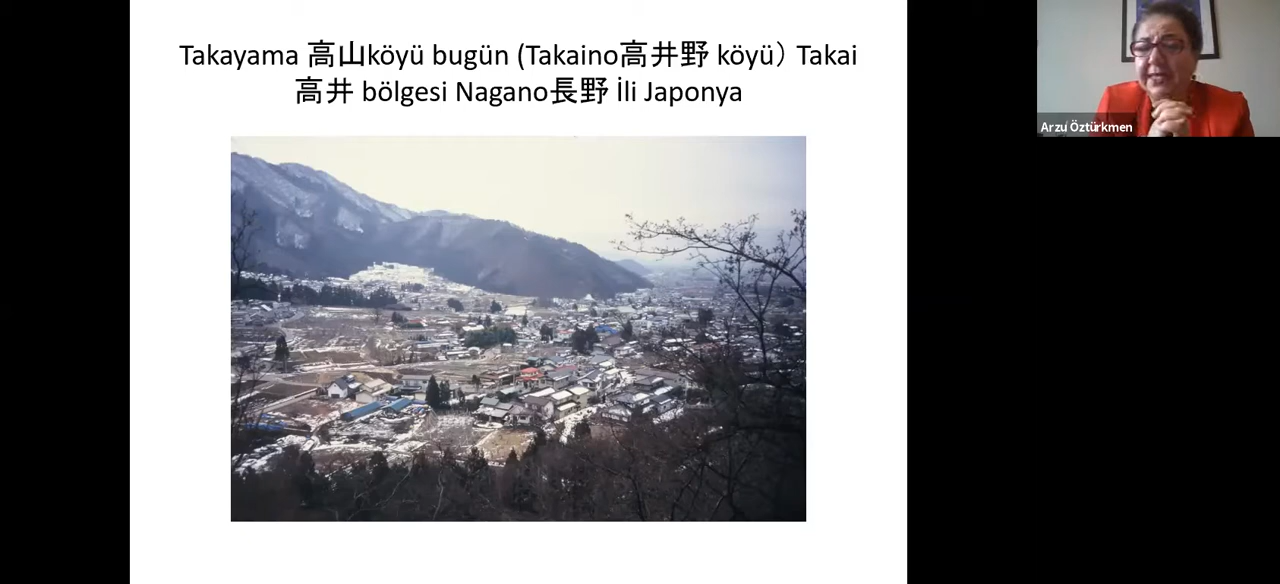 Takayama 高山köyü bugün (Takaino高井野 köyü) Takai
高井 bölgesi Nagano長野 İli Japonya
Arzu Öztürkmen